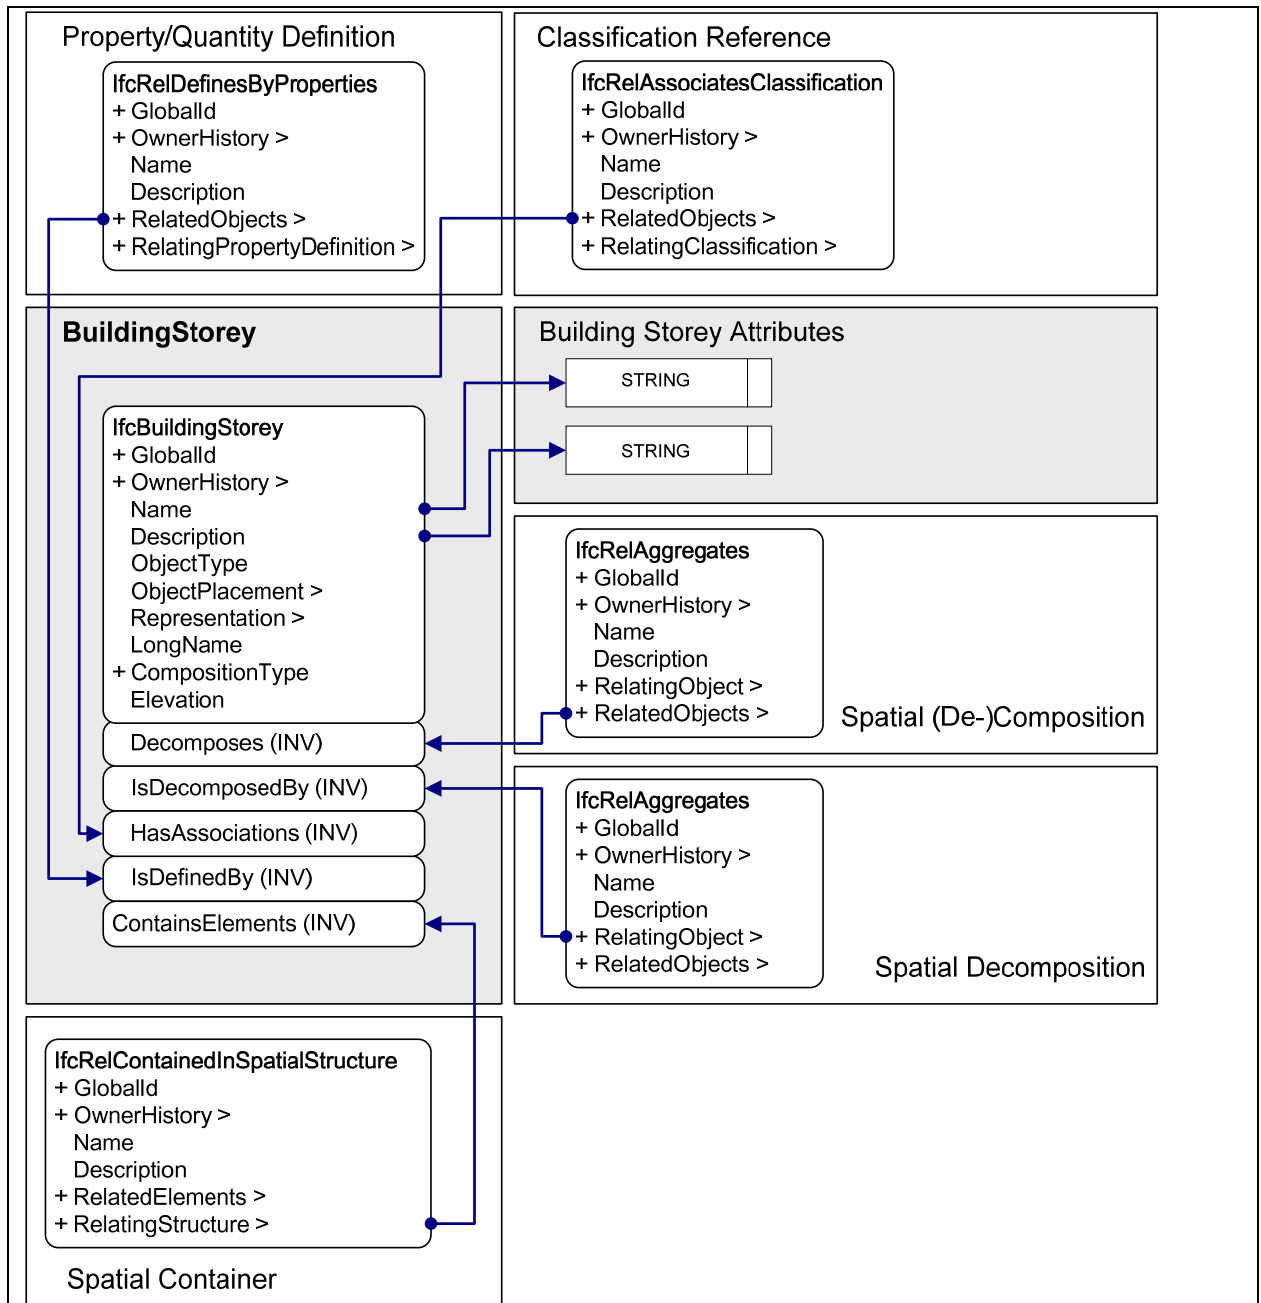 Property/Quantity Definition
IfcRelDefinesByProperties
+ GlobalId
+ OwnerHistory >
Name
Description
+ RelatedObjects >
+ RelatingPropertyDefinition >
Classification Reference
IfcRelAssociatesClassification
+ GlobalId
+ OwnerHistory >
Name
Description
+ RelatedObjects >
+ RelatingClassification >
BuildingStorey
IfcBuildingStorey
+ GlobalId
+ OwnerHistory >
Name
Description
ObjectType
ObjectPlacement >
Representation >
LongName
+ CompositionType
Elevation
Decomposes (INV)
IsDecomposedBy (INV)
HasAssociations (INV)
IsDefinedBy (INV)
ContainsElements (INV)
Building Storey Attributes
STRING
STRING
IfcRelAggregates
+ GlobalId
+ OwnerHistory >
Name
Description
+ RelatingObject >
+ RelatedObjects >
Spatial (De-)Composition
IfcRelAggregates
+ GlobalId
+ OwnerHistory >
Name
Description
+ RelatingObject >
+ RelatedObjects >
Spatial Decomposition
IfcRelContainedInSpatialStructure
+ GlobalId
+ OwnerHistory >
Name
Description
+ RelatedElements >
+ RelatingStructure >
Spatial Container